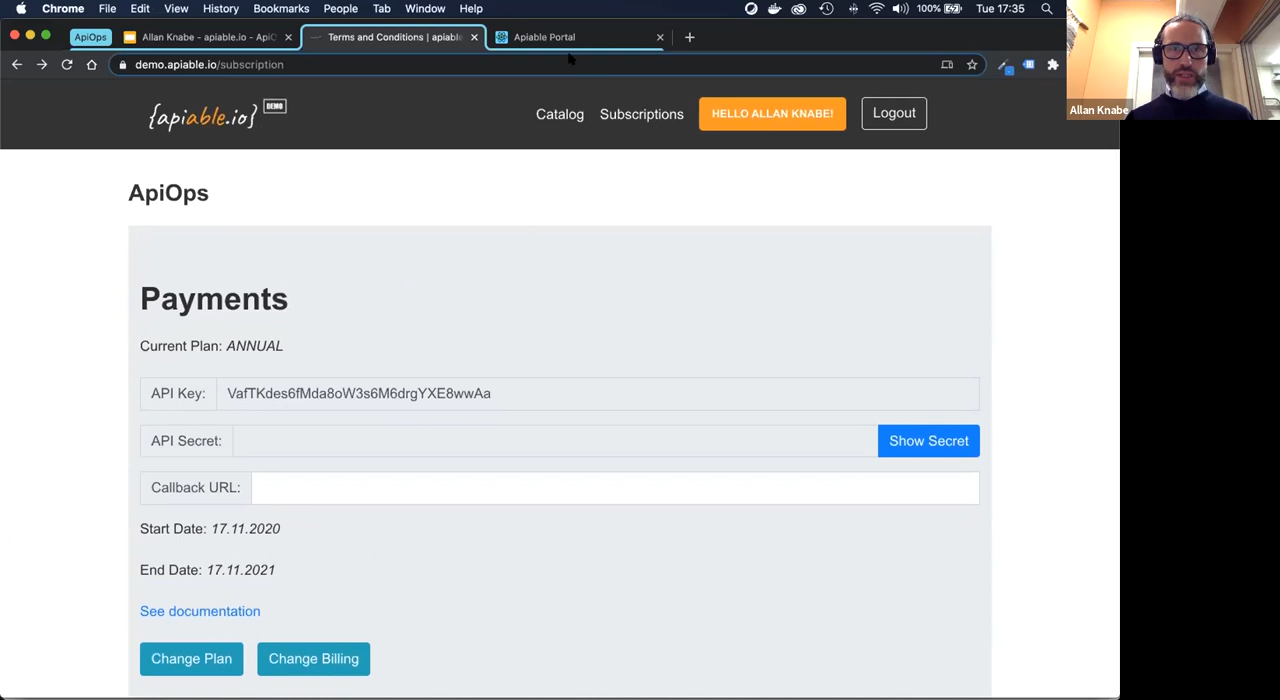 Chrome File Edit View History Bookmarks People Tab Window Help 100% Tue 17:35
ApiOps Allan Knabe - apiable.io - Api Terms and Conditions | apiable Apiable Portal
demo.apiable.io/subscription
Allan Knabe
{apiable.io} DEMO Catalog Subscriptions HELLO ALLAN KNABE! Logout
ApiOps
Payments
Current Plan: ANNUAL
API Key: VafTKdes6fMda8oW3s6M6drgYXE8wwAa
API Secret: Show Secret
Callback URL:
Start Date: 17.11.2020
End Date: 17.11.2021
See documentation
Change Plan Change Billing